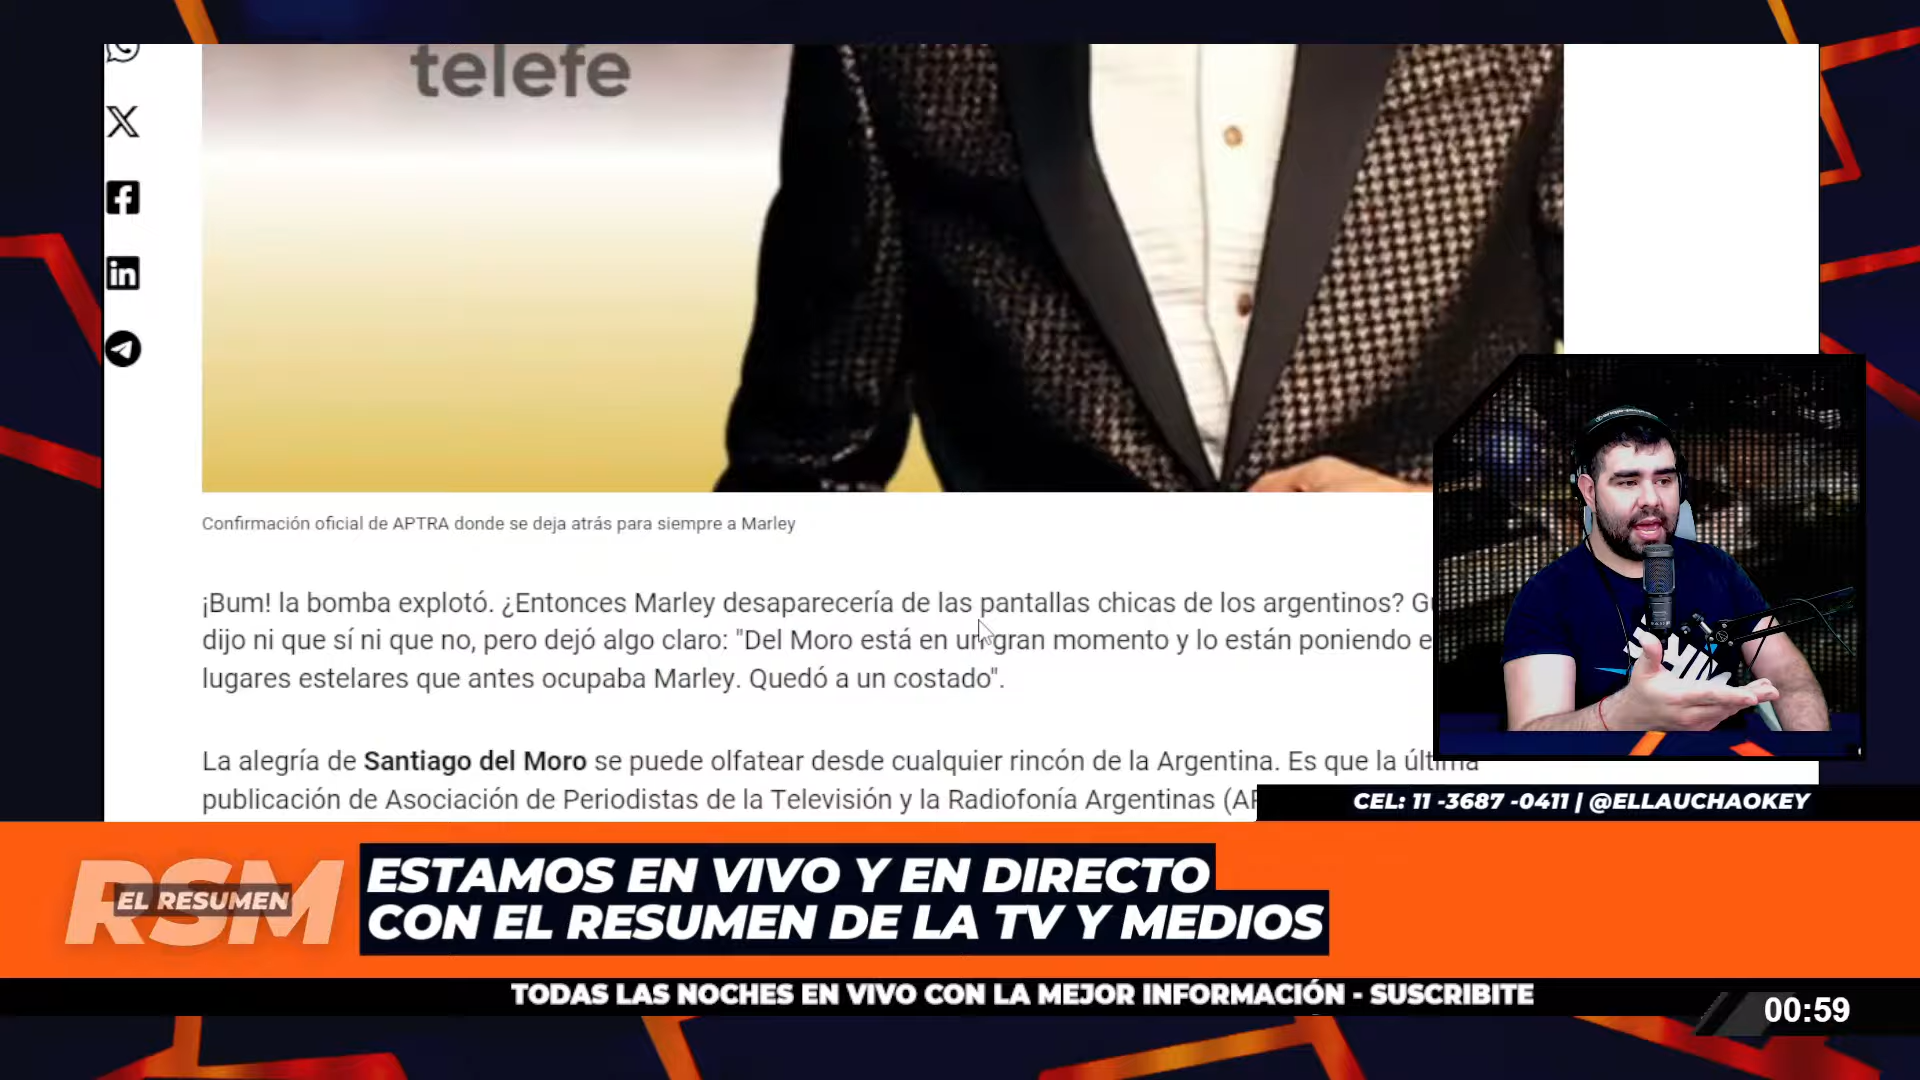 telefe
Confirmación oficial de APTRA donde se deja atrás para siempre a Marley
¡Bum! la bomba explotó. ¿Entonces Marley desaparecería de las pantallas chicas de los argentinos?
dijo ni que sí ni que no, pero dejó algo claro: "Del Moro está en un gran momento y lo están poniendo
lugares estelares que antes ocupaba Marley. Quedó a un costado".
La alegría de Santiago del Moro se puede olfatear desde cualquier rincón de la Argentina. Es que la última
publicación de Asociación de Periodistas de la Televisión y la Radiofonía Argentinas
CEL: 11 -3687 -0411 | @ELLAUCHAOKEY
RSM
EL RESUMEN
ESTAMOS EN VIVO Y EN DIRECTO
CON EL RESUMEN DE LA TV Y MEDIOS
TODAS LAS NOCHES EN VIVO CON LA MEJOR INFORMACIÓN - SUSCRIBITE
00:59